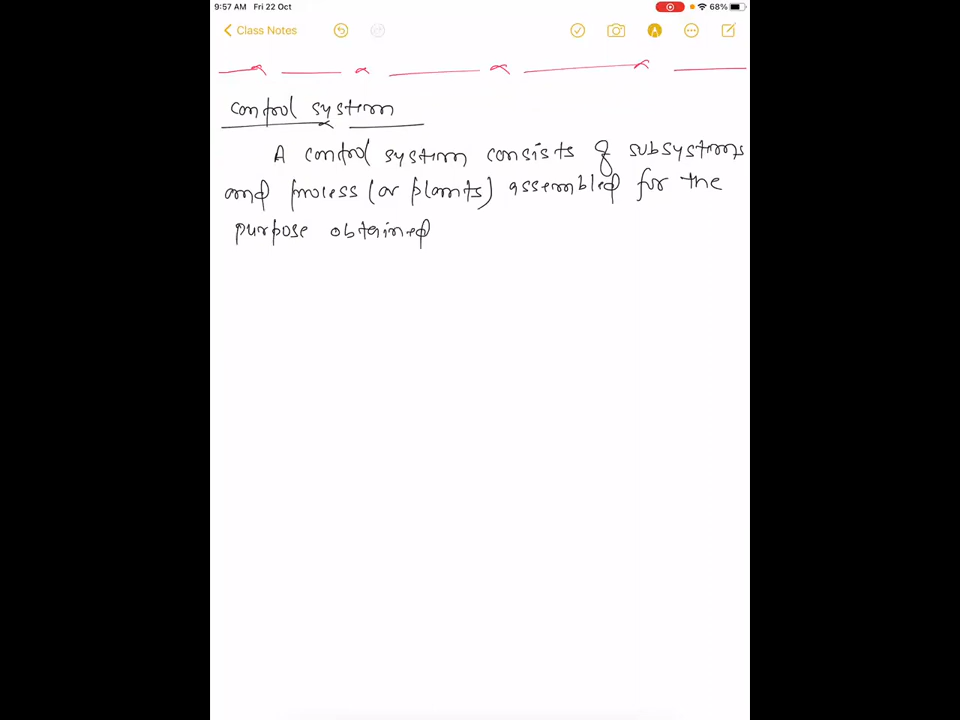 9:57 AM Fri 22 Oct 68%
Class Notes
control system
A control system consists of subsystems
and process (or plants) assembled for the
purpose obtained